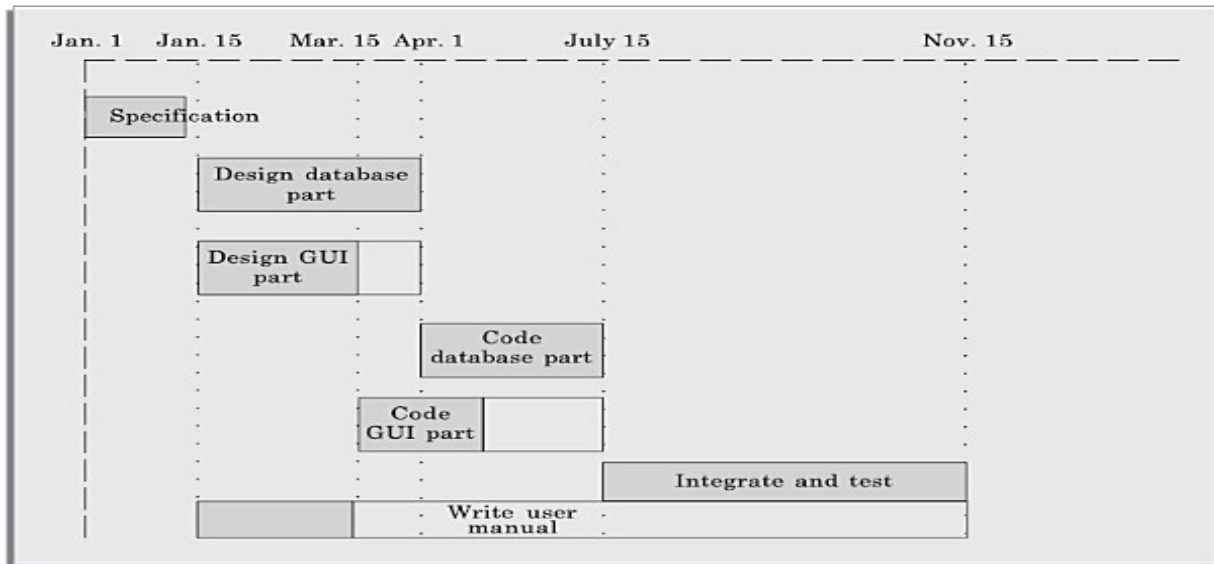 Jan. 1 Jan. 15 Mar. 15 Apr. 1 July 15 Nov. 15
Specification
Design database
part
Design GUI
part
Code
database part
Code
GUI part
Integrate and test
Write user
manual